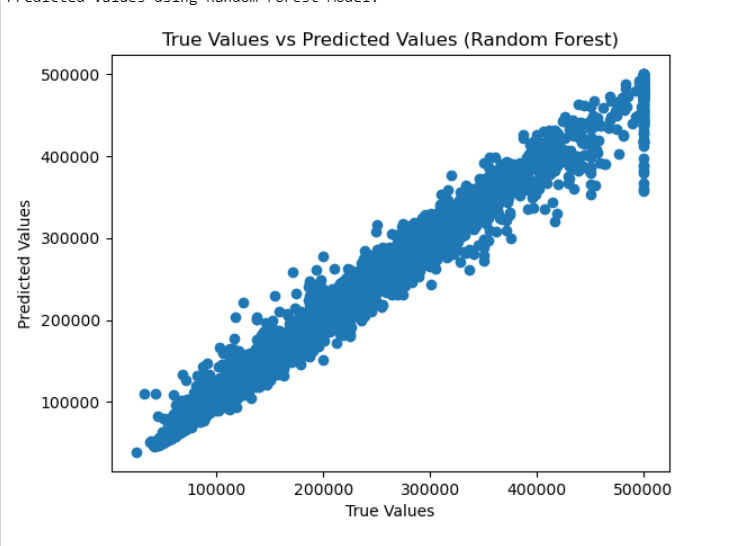 Predicted Values using Random Forest Model:
True Values vs Predicted Values (Random Forest)
500000
400000
300000
200000
100000
Predicted Values
100000 200000 300000 400000 500000
True Values